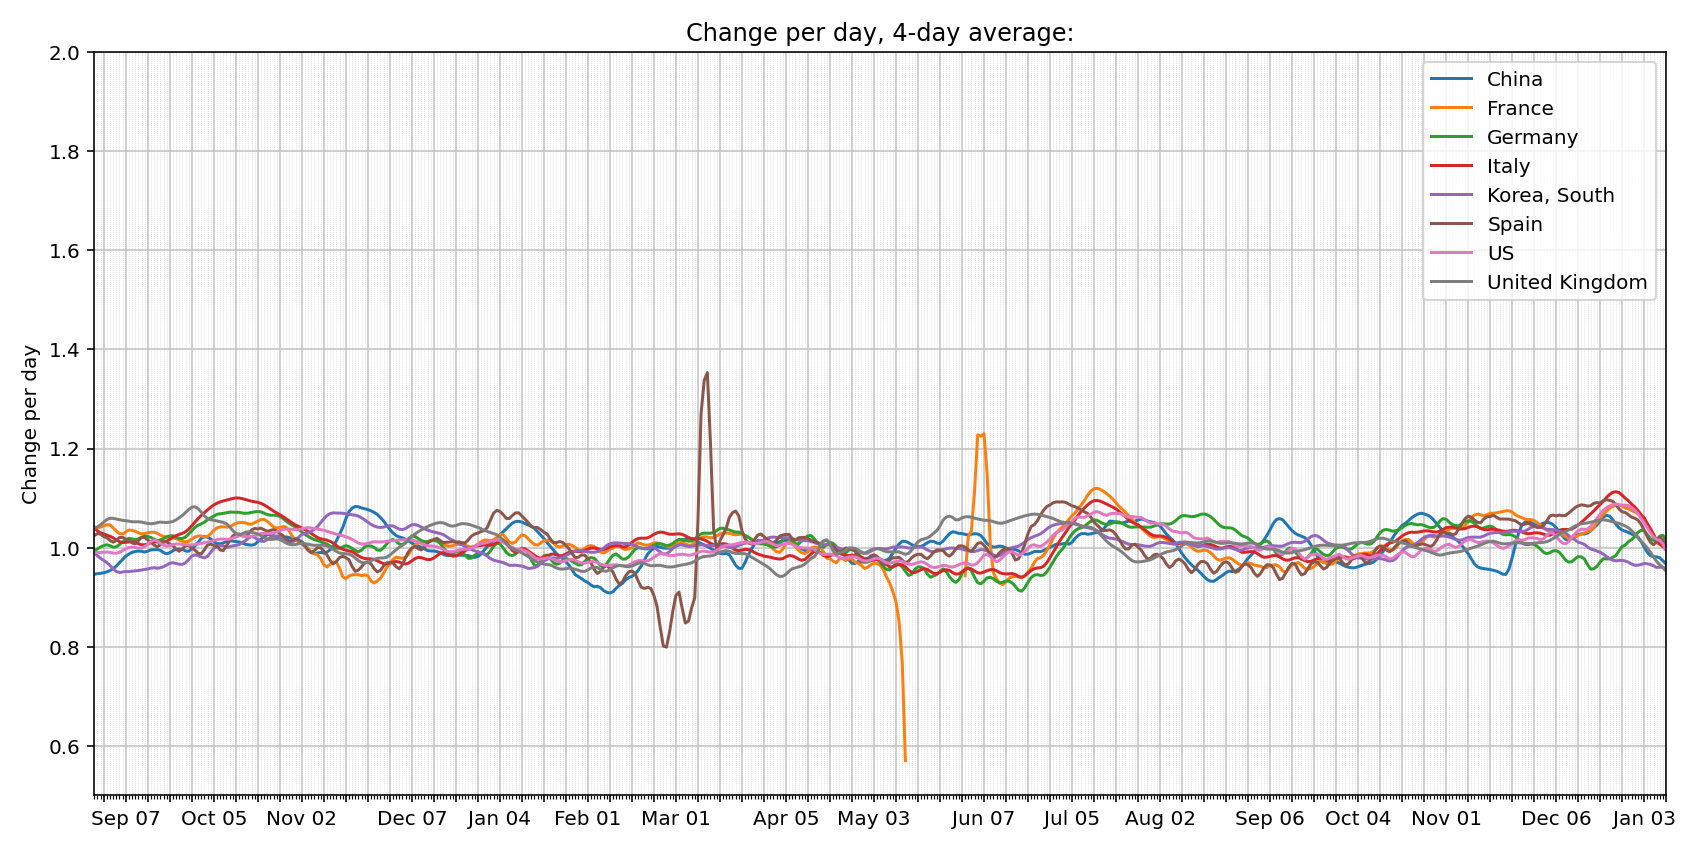 Change per day, 4-day average:
2.0
1.8
1.6
1.4
1.2
1.0
0.8
0.6
Change per day
China
France
Germany
Italy
Korea, South
Spain
US
United Kingdom
Sep 07 Oct 05 Nov 02 Dec 07 Jan 04 Feb 01 Mar 01 Apr 05 May 03 Jun 07 Jul 05 Aug 02 Sep 06 Oct 04 Nov 01 Dec 06 Jan 03